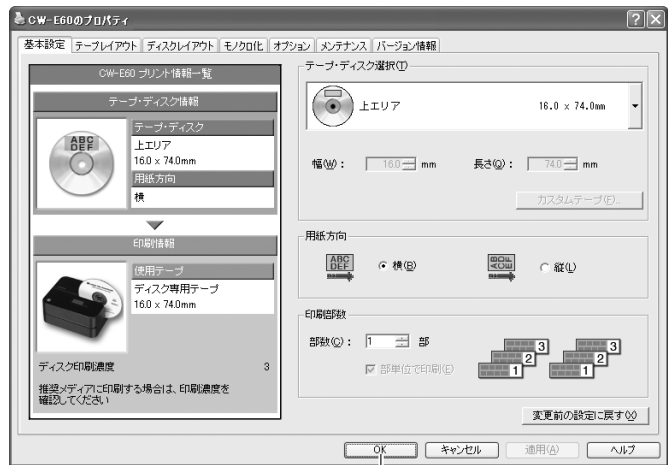 CW-E60のプロパティ
基本設定 テープレイアウト ディスクレイアウト モノクロ化 オプション メンテナンス バージョン情報
CW-E60 プリント情報一覧
テープ・ディスク情報
ABC
DEF
テープ・ディスク
上エリア
16.0 x 74.0mm
用紙方向
横
印刷情報
使用テープ
ディスク専用テープ
16.0 x 74.0mm
ディスク印刷濃度 3
推奨メディアに印刷する場合は、印刷濃度を
確認してください
テープ・ディスク選択(T)
上エリア 16.0 x 74.0mm
幅(W): 16.0 mm 長さ(Q): 74.0 mm
カスタムテープ(F)...
用紙方向
ABC
DEF
横(B)
縦(L)
印刷部数
部数(C): 1 部
部単位で印刷(E)
1 2 3 1 2 3
変更前の設定に戻す(X)
OK キャンセル 適用(A) ヘルプ